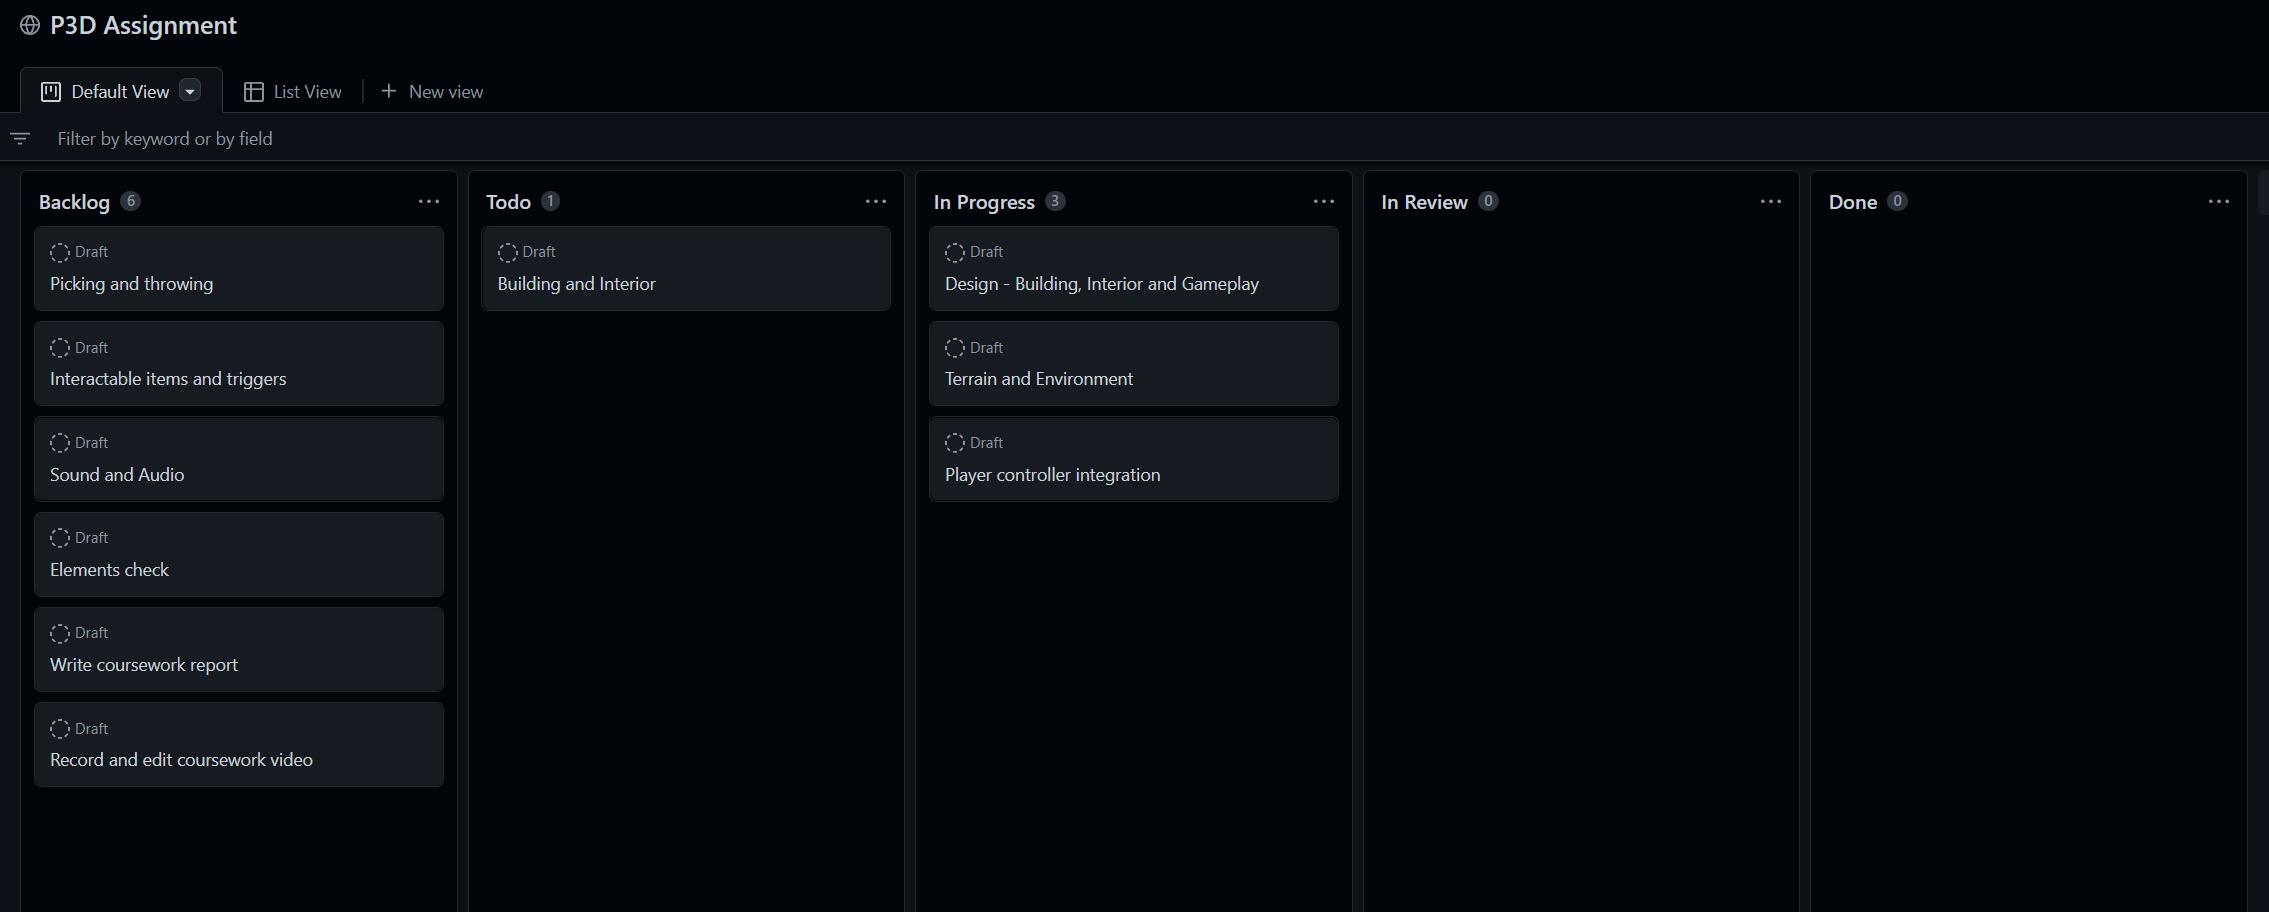 P3D Assignment
Default View
List View
New view
Filter by keyword or by field
Backlog 6
Draft
Picking and throwing
Draft
Interactable items and triggers
Draft
Sound and Audio
Draft
Elements check
Draft
Write coursework report
Draft
Record and edit coursework video
Todo 1
Draft
Building and Interior
In Progress 3
Draft
Design - Building, Interior and Gameplay
Draft
Terrain and Environment
Draft
Player controller integration
In Review 0
Done 0